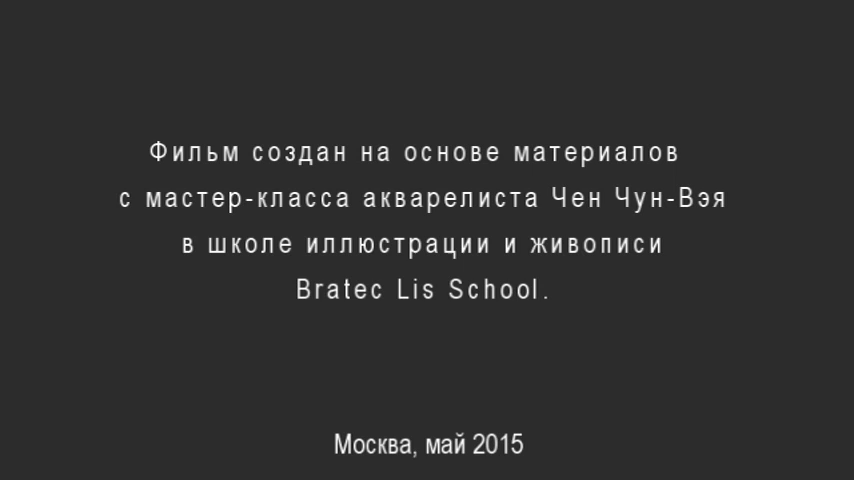 Фильм создан на основе материалов
с мастер-класса акварелиста Чен Чун-Вэя
в школе иллюстрации и живописи
Bratec Lis School.
Москва, май 2015